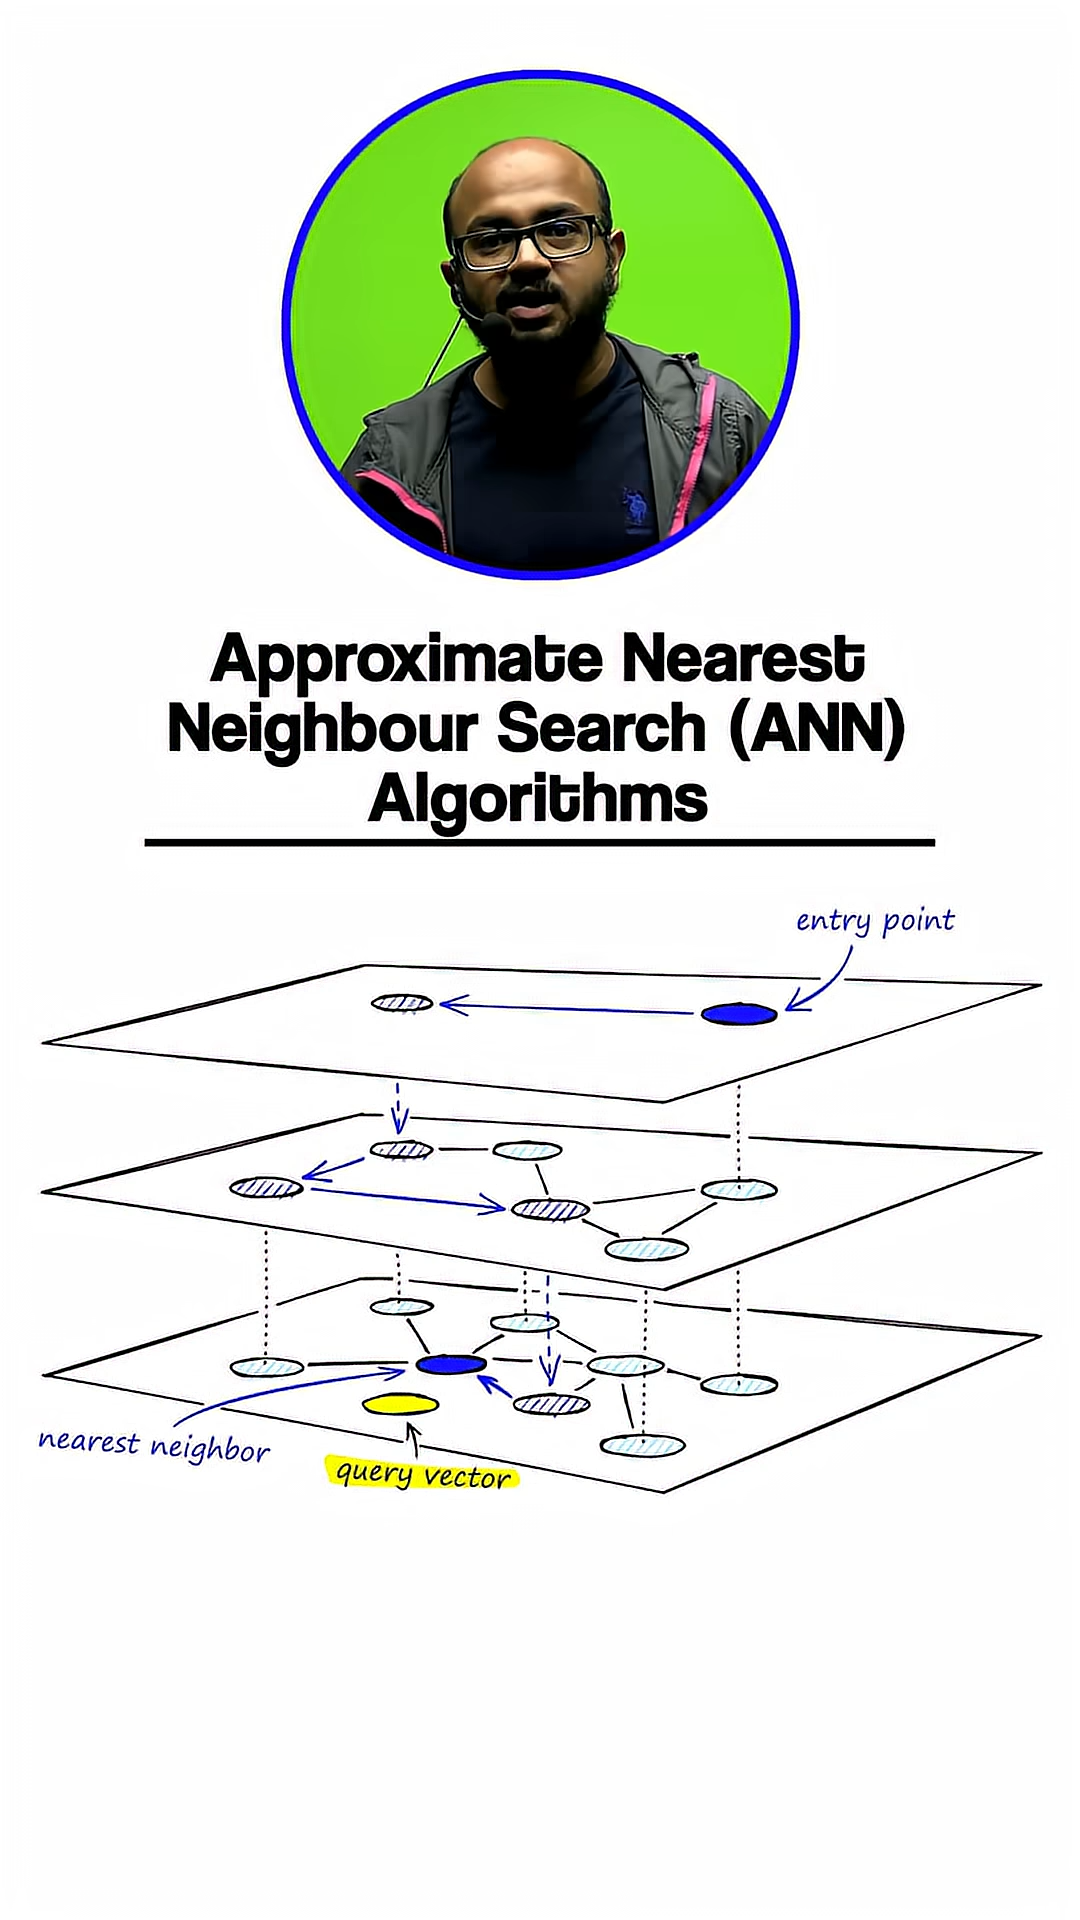 Approximate Nearest
Neighbour Search (ANN)
Algorithms
entry point
nearest neighbor
query vector